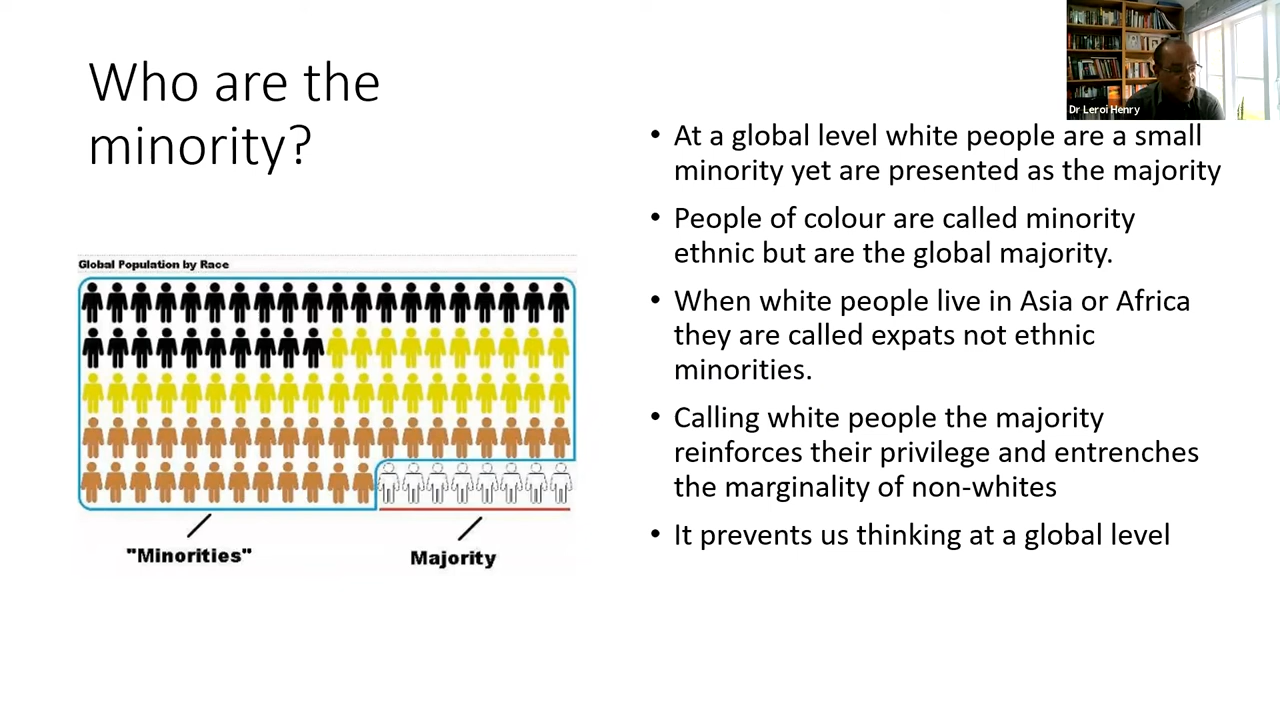 Who are the
minority?
Dr Leroi Henry
• At a global level white people are a small
minority yet are presented as the majority
• People of colour are called minority
ethnic but are the global majority.
• When white people live in Asia or Africa
they are called expats not ethnic
minorities.
• Calling white people the majority
reinforces their privilege and entrenches
the marginality of non-whites
• It prevents us thinking at a global level
Global Population by Race
"Minorities"
Majority